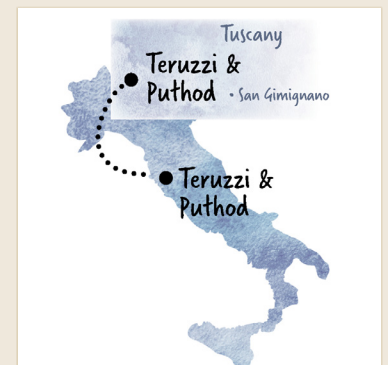 Tuscany
Teruzzi &
Puthod
• San Gimignano
Teruzzi &
Puthod